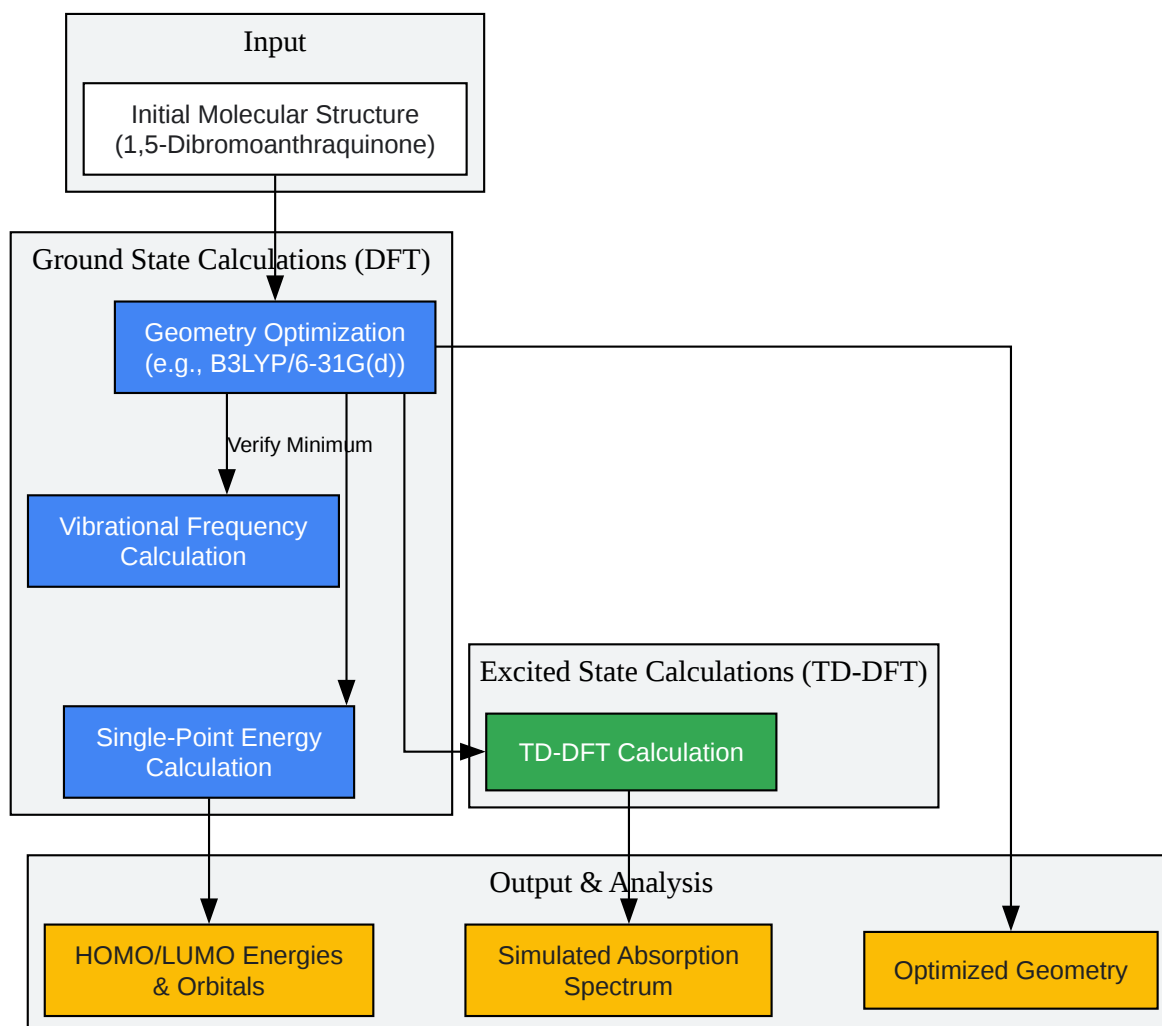 Input
Initial Molecular Structure
(1,5-Dibromoanthraquinone)
Ground State Calculations (DFT)
Geometry Optimization
(e.g., B3LYP/6-31G(d))
Verify Minimum
Vibrational Frequency
Calculation
Single-Point Energy
Calculation
Excited State Calculations (TD-DFT)
TD-DFT Calculation
Output & Analysis
HOMO/LUMO Energies
& Orbitals
Simulated Absorption
Spectrum
Optimized Geometry